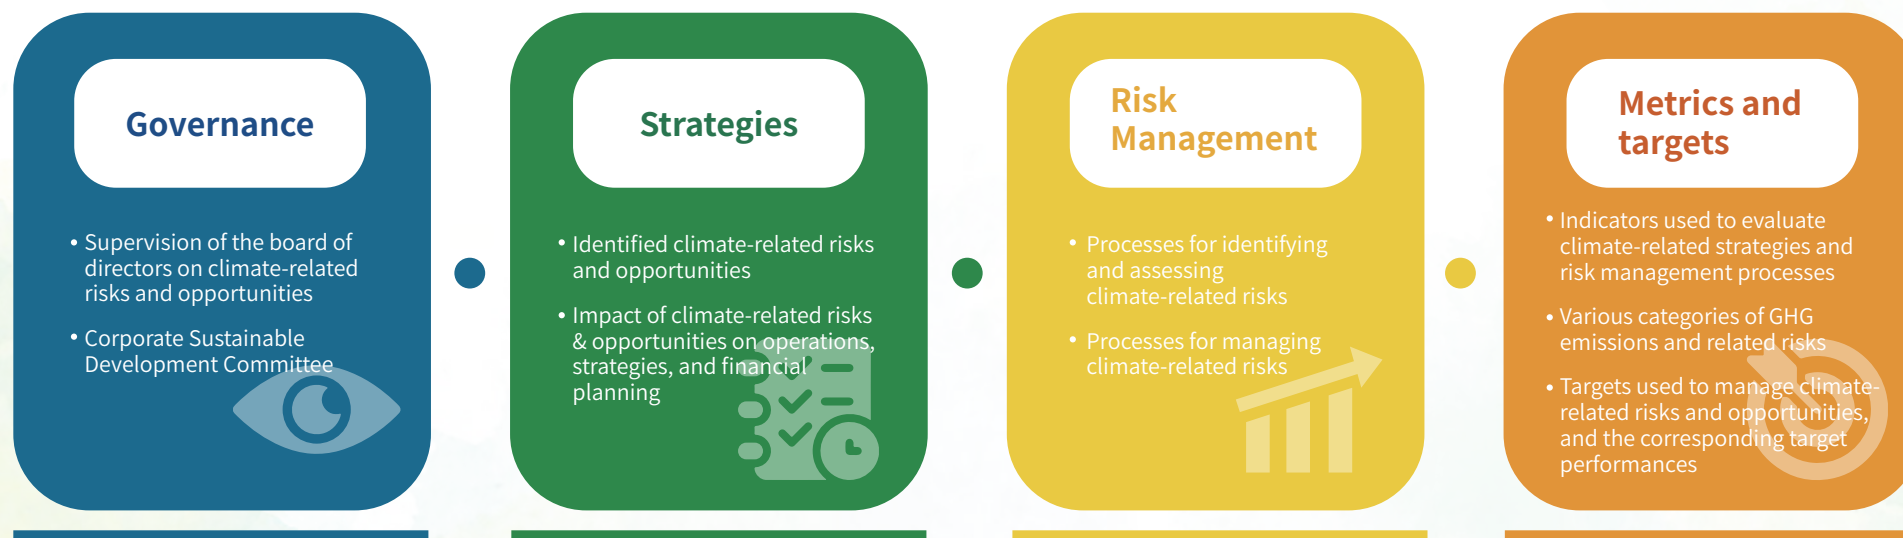 Governance
• Supervision of the board of
directors on climate-related
risks and opportunities
• Corporate Sustainable
Development Committee
Strategies
• Identified climate-related risks
and opportunities
• Impact of climate-related risks
& opportunities on operations,
strategies, and financial
planning
Risk
Management
• Processes for identifying
and assessing
climate-related risks
• Processes for managing
climate-related risks
Metrics and
targets
• Indicators used to evaluate
climate-related strategies and
risk management processes
• Various categories of GHG
emissions and related risks
• Targets used to manage climate-
related risks and opportunities,
and the corresponding target
performances